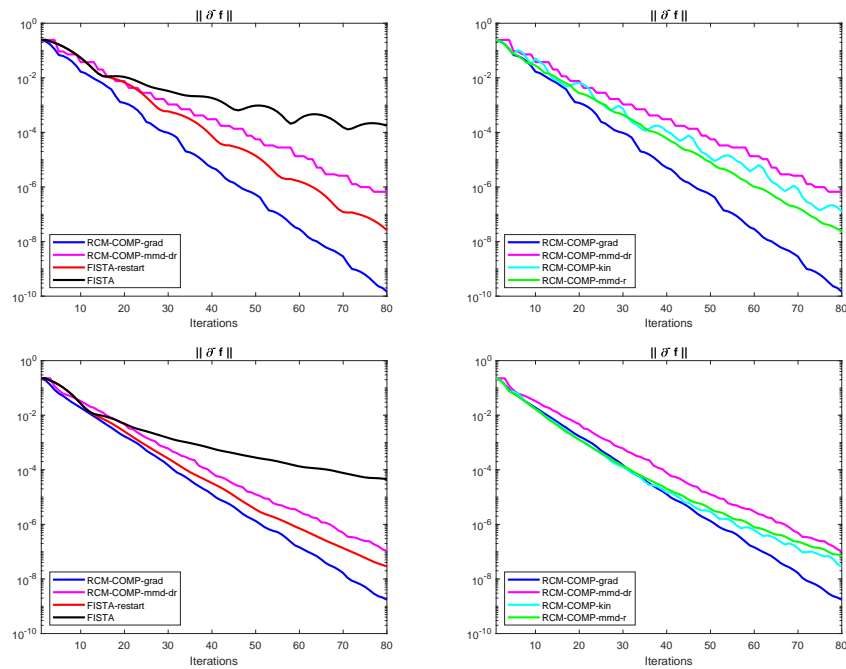 || ∂ f ||
10^0
10^-2
10^-4
10^-6
10^-8
10^-10
RCM-COMP-grad
RCM-COMP-mmd-dr
FISTA-restart
FISTA
10 20 30 40 50 60 70 80
Iterations
|| ∂ f ||
10^0
10^-2
10^-4
10^-6
10^-8
10^-10
RCM-COMP-grad
RCM-COMP-mmd-dr
RCM-COMP-kin
RCM-COMP-mmd-r
10 20 30 40 50 60 70 80
Iterations
|| ∂ f ||
10^0
10^-2
10^-4
10^-6
10^-8
10^-10
RCM-COMP-grad
RCM-COMP-mmd-dr
FISTA-restart
FISTA
10 20 30 40 50 60 70 80
Iterations
|| ∂ f ||
10^0
10^-2
10^-4
10^-6
10^-8
10^-10
RCM-COMP-grad
RCM-COMP-mmd-dr
RCM-COMP-kin
RCM-COMP-mmd-r
10 20 30 40 50 60 70 80
Iterations